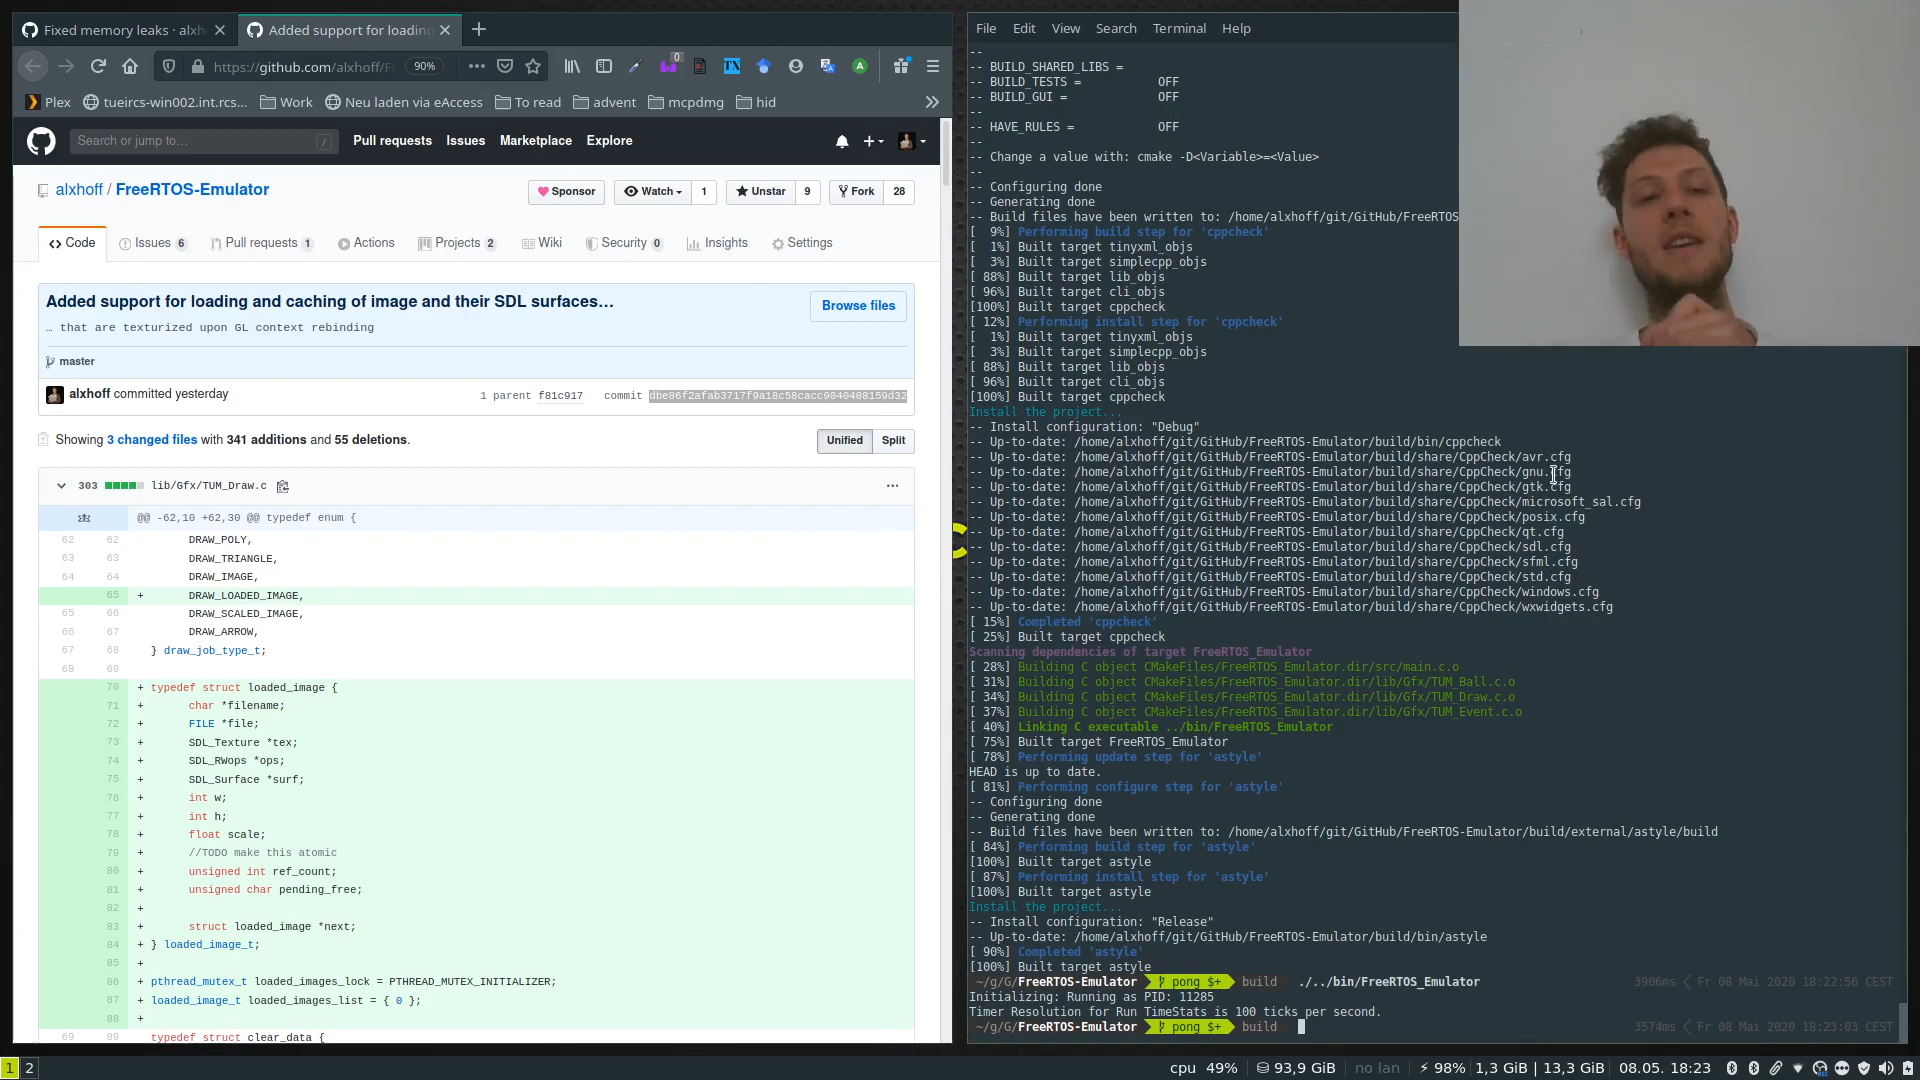 Fixed memory leaks · alxh
Added support for loading
https://github.com/alxhoff/F
90%
0
TX
A
Plex
tueircs-win002.int.rcs...
Work
Neu laden via eAccess
To read
advent
mcpdmg
hid
Search or jump to...
/
Pull requests
Issues
Marketplace
Explore
alxhoff / FreeRTOS-Emulator
Sponsor
Watch
1
Unstar
9
Fork
28
Code
Issues 6
Pull requests 1
Actions
Projects 2
Wiki
Security 0
Insights
Settings
Added support for loading and caching of image and their SDL surfaces…
… that are texturized upon GL context rebinding
Browse files
master
alxhoff committed yesterday
1 parent f81c917 commit dbe86f2afab3717f9a18c58cacc9040408159d32
Showing 3 changed files with 341 additions and 55 deletions.
Unified
Split
303 lib/Gfx/TUM_Draw.c
@@ -62,10 +62,30 @@ typedef enum {
62 62 DRAW_POLY,
63 63 DRAW_TRIANGLE,
64 64 DRAW_IMAGE,
65 + DRAW_LOADED_IMAGE,
65 66 DRAW_SCALED_IMAGE,
66 67 DRAW_ARROW,
67 68 } draw_job_type_t;
68 69
70 + typedef struct loaded_image {
71 + char *filename;
72 + FILE *file;
73 + SDL_Texture *tex;
74 + SDL_RWops *ops;
75 + SDL_Surface *surf;
76 + int w;
77 + int h;
78 + float scale;
79 + //TODO make this atomic
80 + unsigned int ref_count;
81 + unsigned char pending_free;
82 +
83 + struct loaded_image *next;
84 + } loaded_image_t;
85 +
86 + pthread_mutex_t loaded_images_lock = PTHREAD_MUTEX_INITIALIZER;
87 + loaded_image_t loaded_images_list = { 0 };
88 +
69 89 typedef struct clear_data {
File Edit View Search Terminal Help
--
-- BUILD_SHARED_LIBS =
-- BUILD_TESTS = OFF
-- BUILD_GUI = OFF
--
-- HAVE_RULES = OFF
--
-- Change a value with: cmake -D<Variable>=<Value>
--
-- Configuring done
-- Generating done
-- Build files have been written to: /home/alxhoff/git/GitHub/FreeRTOS
[ 9%] Performing build step for 'cppcheck'
[ 1%] Built target tinyxml_objs
[ 3%] Built target simplecpp_objs
[ 88%] Built target lib_objs
[ 96%] Built target cli_objs
[100%] Built target cppcheck
[ 12%] Performing install step for 'cppcheck'
[ 1%] Built target tinyxml_objs
[ 3%] Built target simplecpp_objs
[ 88%] Built target lib_objs
[ 96%] Built target cli_objs
[100%] Built target cppcheck
Install the project...
-- Install configuration: "Debug"
-- Up-to-date: /home/alxhoff/git/GitHub/FreeRTOS-Emulator/build/bin/cppcheck
-- Up-to-date: /home/alxhoff/git/GitHub/FreeRTOS-Emulator/build/share/CppCheck/avr.cfg
-- Up-to-date: /home/alxhoff/git/GitHub/FreeRTOS-Emulator/build/share/CppCheck/gnu.cfg
-- Up-to-date: /home/alxhoff/git/GitHub/FreeRTOS-Emulator/build/share/CppCheck/gtk.cfg
-- Up-to-date: /home/alxhoff/git/GitHub/FreeRTOS-Emulator/build/share/CppCheck/microsoft_sal.cfg
-- Up-to-date: /home/alxhoff/git/GitHub/FreeRTOS-Emulator/build/share/CppCheck/posix.cfg
-- Up-to-date: /home/alxhoff/git/GitHub/FreeRTOS-Emulator/build/share/CppCheck/qt.cfg
-- Up-to-date: /home/alxhoff/git/GitHub/FreeRTOS-Emulator/build/share/CppCheck/sdl.cfg
-- Up-to-date: /home/alxhoff/git/GitHub/FreeRTOS-Emulator/build/share/CppCheck/sfml.cfg
-- Up-to-date: /home/alxhoff/git/GitHub/FreeRTOS-Emulator/build/share/CppCheck/std.cfg
-- Up-to-date: /home/alxhoff/git/GitHub/FreeRTOS-Emulator/build/share/CppCheck/windows.cfg
-- Up-to-date: /home/alxhoff/git/GitHub/FreeRTOS-Emulator/build/share/CppCheck/wxwidgets.cfg
[ 15%] Completed 'cppcheck'
[ 25%] Built target cppcheck
Scanning dependencies of target FreeRTOS_Emulator
[ 28%] Building C object CMakeFiles/FreeRTOS_Emulator.dir/src/main.c.o
[ 31%] Building C object CMakeFiles/FreeRTOS_Emulator.dir/lib/Gfx/TUM_Ball.c.o
[ 34%] Building C object CMakeFiles/FreeRTOS_Emulator.dir/lib/Gfx/TUM_Draw.c.o
[ 37%] Building C object CMakeFiles/FreeRTOS_Emulator.dir/lib/Gfx/TUM_Event.c.o
[ 40%] Linking C executable ../bin/FreeRTOS_Emulator
[ 75%] Built target FreeRTOS_Emulator
[ 78%] Performing update step for 'astyle'
HEAD is up to date.
[ 81%] Performing configure step for 'astyle'
-- Configuring done
-- Generating done
-- Build files have been written to: /home/alxhoff/git/GitHub/FreeRTOS-Emulator/build/external/astyle/build
[ 84%] Performing build step for 'astyle'
[100%] Built target astyle
[ 87%] Performing install step for 'astyle'
[100%] Built target astyle
Install the project...
-- Install configuration: "Release"
-- Up-to-date: /home/alxhoff/git/GitHub/FreeRTOS-Emulator/build/bin/astyle
[ 90%] Completed 'astyle'
[100%] Built target astyle
~/g/G/FreeRTOS-Emulator pong $+ build ./../bin/FreeRTOS_Emulator 3906ms < Fr 08 Mai 2020 18:22:56 CEST
Initializing: Running as PID: 11285
Timer Resolution for Run TimeStats is 100 ticks per second.
~/g/G/FreeRTOS-Emulator pong $+ build 3574ms < Fr 08 Mai 2020 18:23:03 CEST
1 2
cpu 49%
93,9 GiB
no lan
98%
1,3 GiB
13,3 GiB
08.05. 18:23